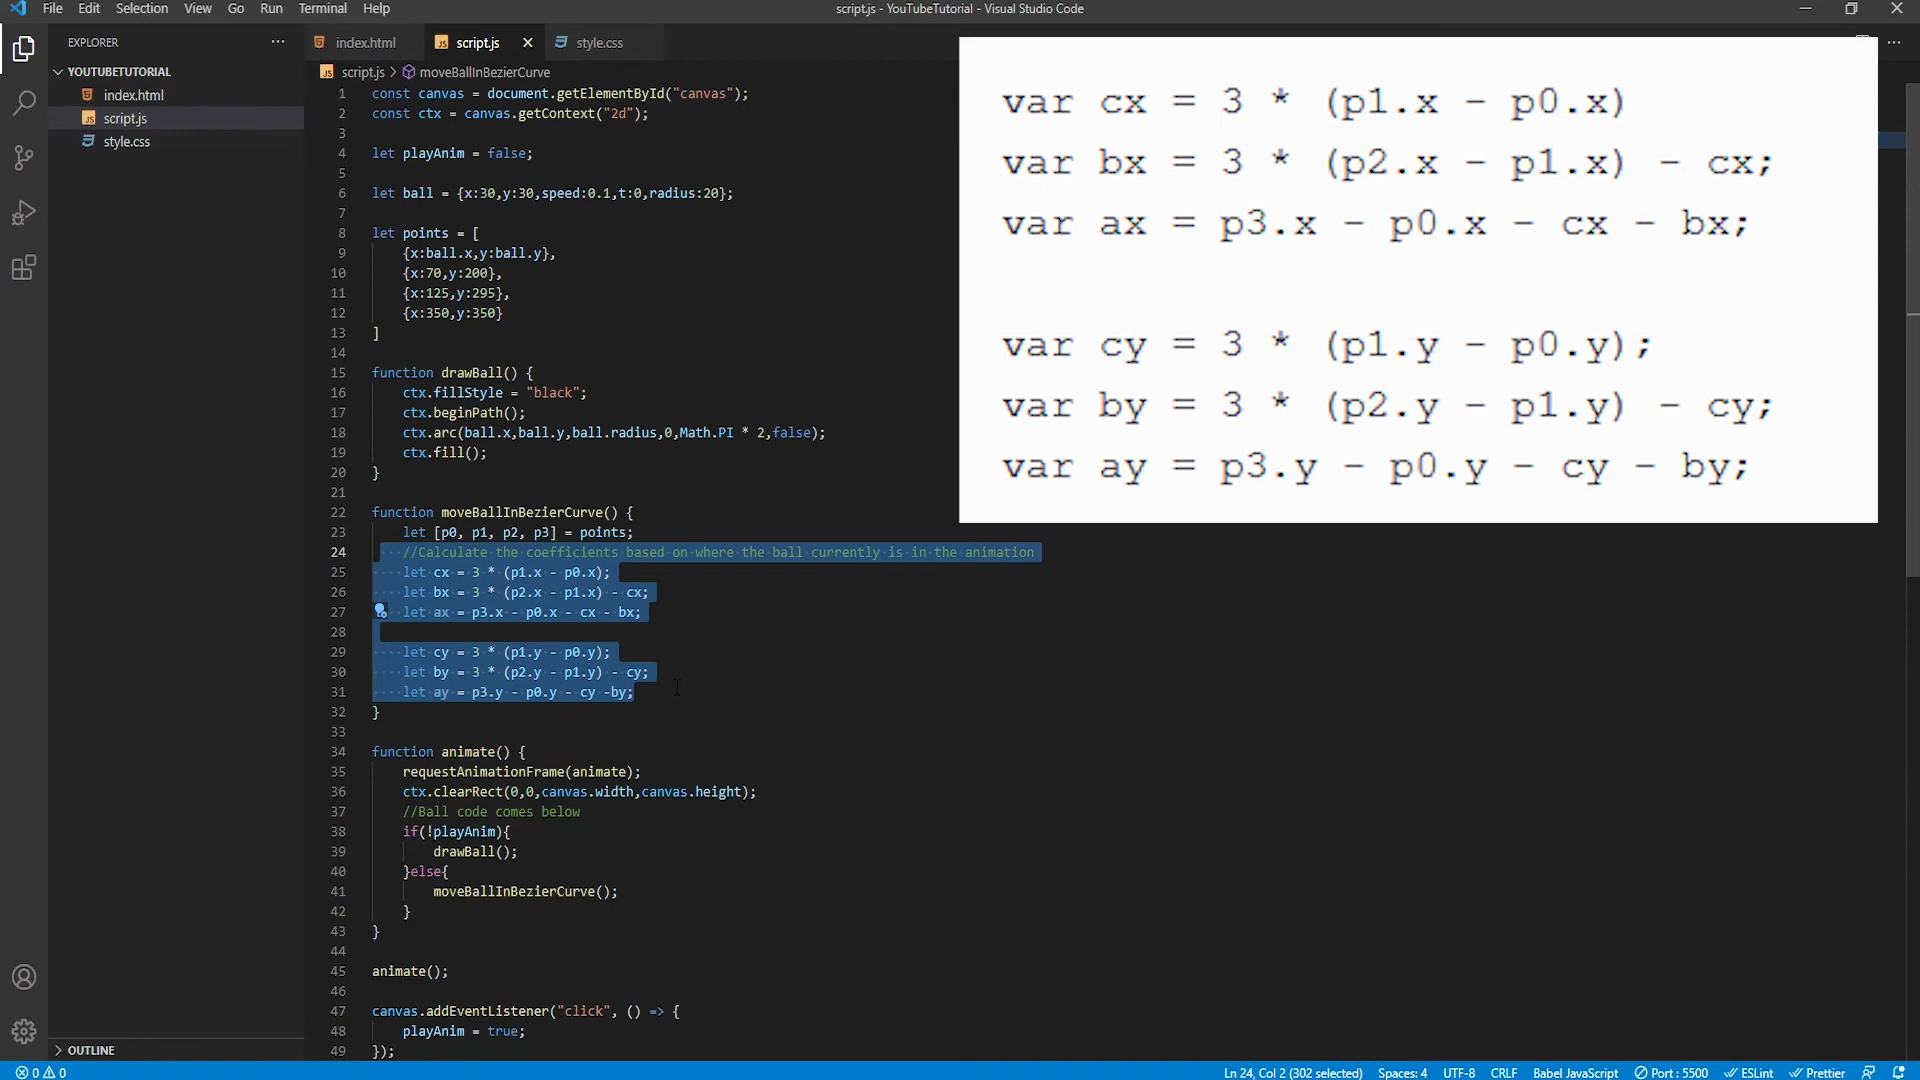 File Edit Selection View Go Run Terminal Help
script.js - YouTubeTutorial - Visual Studio Code
EXPLORER
YOUTUBETUTORIAL
index.html
script.js
style.css
OUTLINE
index.html script.js style.css
script.js > moveBallInBezierCurve
1 const canvas = document.getElementById("canvas");
2 const ctx = canvas.getContext("2d");
3
4 let playAnim = false;
5
6 let ball = {x:30,y:30,speed:0.1,t:0,radius:20};
7
8 let points = [
9 {x:ball.x,y:ball.y},
10 {x:70,y:200},
11 {x:125,y:295},
12 {x:350,y:350}
13 ]
14
15 function drawBall() {
16 ctx.fillStyle = "black";
17 ctx.beginPath();
18 ctx.arc(ball.x,ball.y,ball.radius,0,Math.PI * 2,false);
19 ctx.fill();
20 }
21
22 function moveBallInBezierCurve() {
23 let [p0, p1, p2, p3] = points;
24 //Calculate the coefficients based on where the ball currently is in the animation
25 let cx = 3 * (p1.x - p0.x);
26 let bx = 3 * (p2.x - p1.x) - cx;
27 let ax = p3.x - p0.x - cx - bx;
28
29 let cy = 3 * (p1.y - p0.y);
30 let by = 3 * (p2.y - p1.y) - cy;
31 let ay = p3.y - p0.y - cy -by;
32 }
33
34 function animate() {
35 requestAnimationFrame(animate);
36 ctx.clearRect(0,0,canvas.width,canvas.height);
37 //Ball code comes below
38 if(!playAnim){
39 drawBall();
40 }else{
41 moveBallInBezierCurve();
42 }
43 }
44
45 animate();
46
47 canvas.addEventListener("click", () => {
48 playAnim = true;
49 });
var cx = 3 * (p1.x - p0.x)
var bx = 3 * (p2.x - p1.x) - cx;
var ax = p3.x - p0.x - cx - bx;
var cy = 3 * (p1.y - p0.y);
var by = 3 * (p2.y - p1.y) - cy;
var ay = p3.y - p0.y - cy - by;
0 0 Ln 24, Col 2 (302 selected) Spaces: 4 UTF-8 CRLF Babel JavaScript Port : 5500 ESLint Prettier